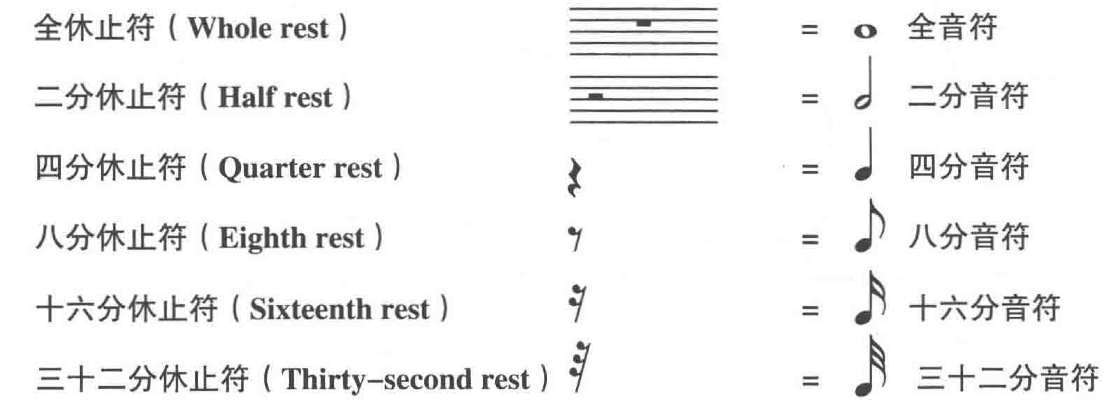 全休止符（Whole rest） = 全音符
二分休止符（Half rest） = 二分音符
四分休止符（Quarter rest） = 四分音符
八分休止符（Eighth rest） = 八分音符
十六分休止符（Sixteenth rest） = 十六分音符
三十二分休止符（Thirty-second rest） = 三十二分音符